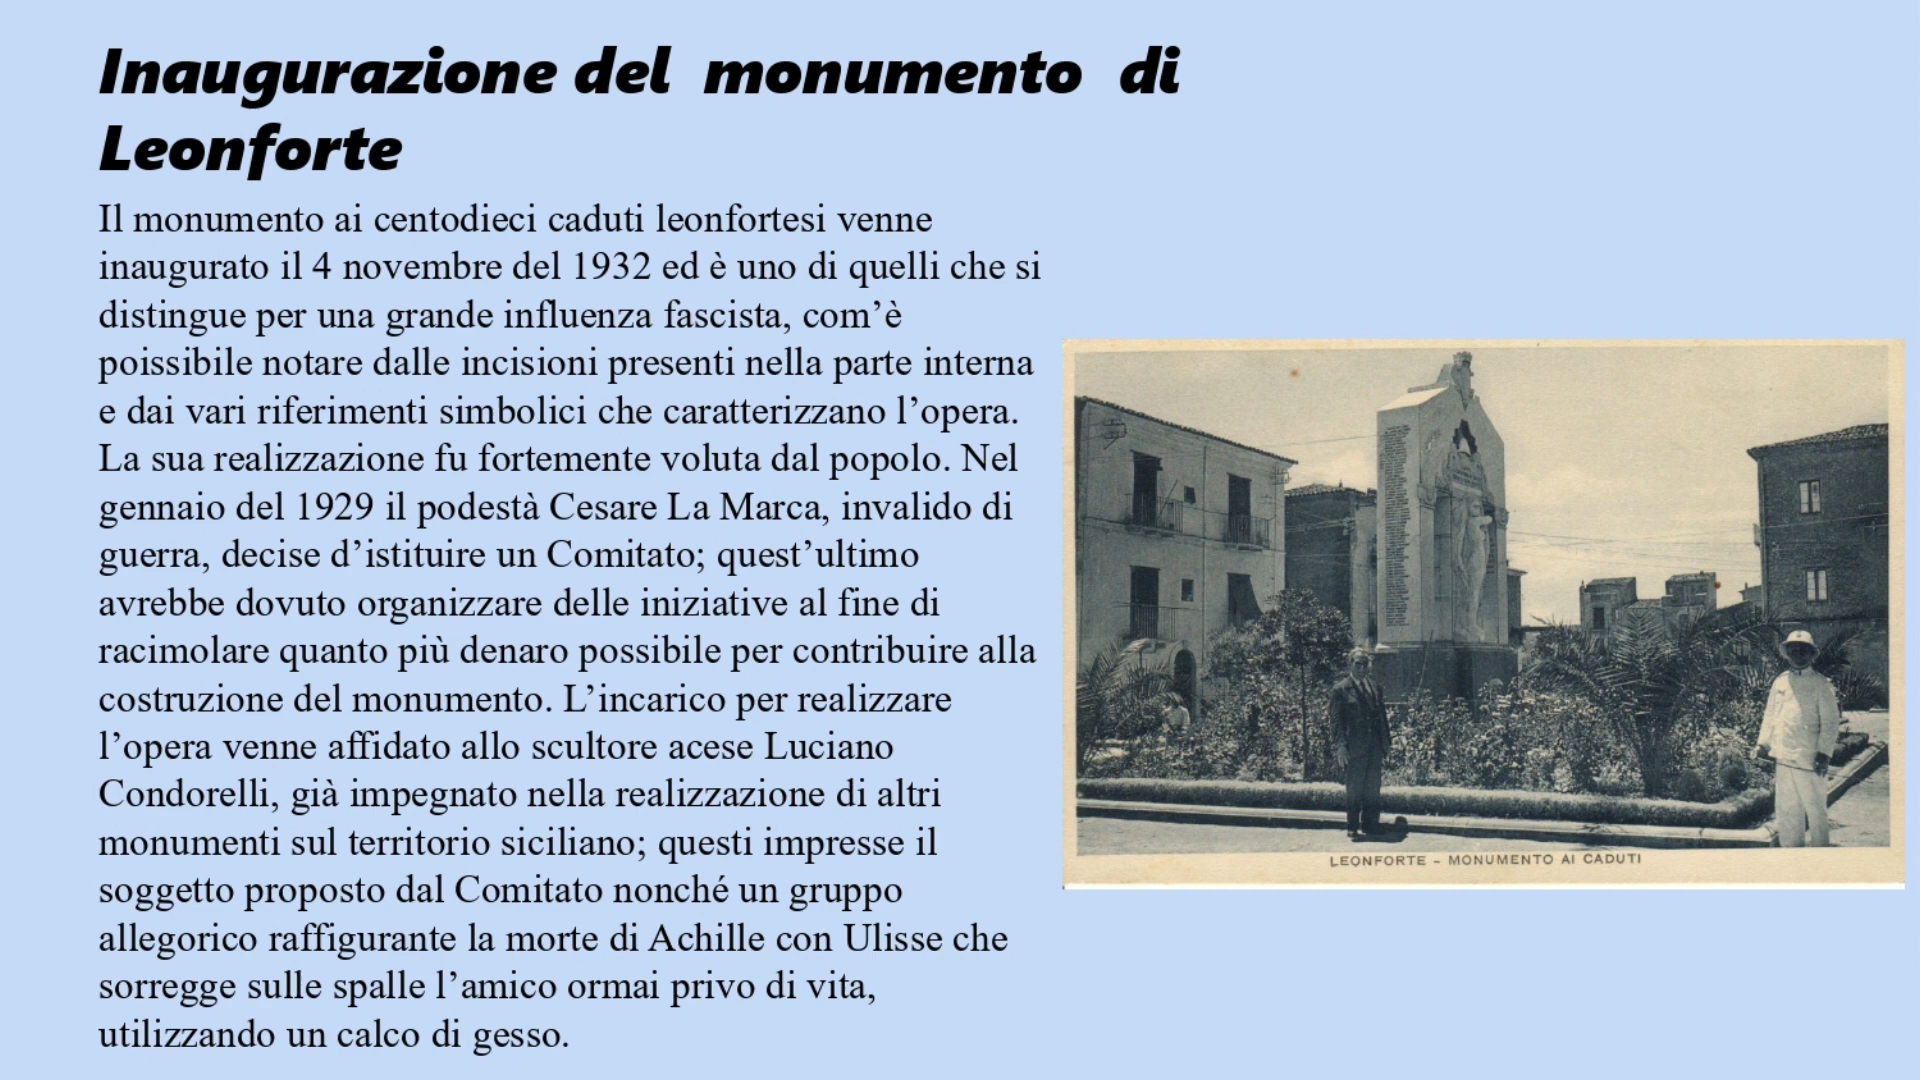 Inaugurazione del monumento di
Leonforte
Il monumento ai centodieci caduti leonfortesi venne
inaugurato il 4 novembre del 1932 ed è uno di quelli che si
distingue per una grande influenza fascista, com’è
poissibile notare dalle incisioni presenti nella parte interna
e dai vari riferimenti simbolici che caratterizzano l’opera.
La sua realizzazione fu fortemente voluta dal popolo. Nel
gennaio del 1929 il podestà Cesare La Marca, invalido di
guerra, decise d’istituire un Comitato; quest’ultimo
avrebbe dovuto organizzare delle iniziative al fine di
racimolare quanto più denaro possibile per contribuire alla
costruzione del monumento. L’incarico per realizzare
l’opera venne affidato allo scultore acese Luciano
Condorelli, già impegnato nella realizzazione di altri
monumenti sul territorio siciliano; questi impresse il
soggetto proposto dal Comitato nonché un gruppo
allegorico raffigurante la morte di Achille con Ulisse che
sorregge sulle spalle l’amico ormai privo di vita,
utilizzando un calco di gesso.
LEONFORTE - MONUMENTO AI CADUTI